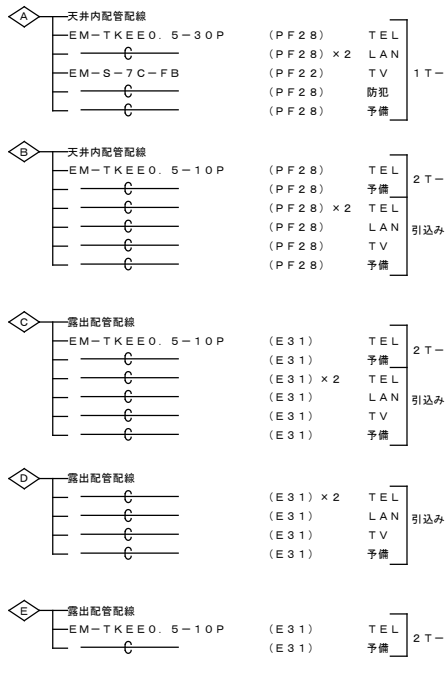 A 天井内配管配線
EM－TKEE0．5－30P （PF28） TEL
C （PF28）×2 LAN
EM－S－7C－FB （PF22） TV 1T－
C （PF28） 防犯
C （PF28） 予備
B 天井内配管配線
EM－TKEE0．5－10P （PF28） TEL 2T－
C （PF28） 予備
C （PF28）×2 TEL
C （PF28） LAN 引込み
C （PF28） TV
C （PF28） 予備
C 露出配管配線
EM－TKEE0．5－10P （E31） TEL 2T－
C （E31） 予備
C （E31）×2 TEL
C （E31） LAN 引込み
C （E31） TV
C （E31） 予備
D 露出配管配線
C （E31）×2 TEL
C （E31） LAN 引込み
C （E31） TV
C （E31） 予備
E 露出配管配線
EM－TKEE0．5－10P （E31） TEL 2T－
C （E31） 予備